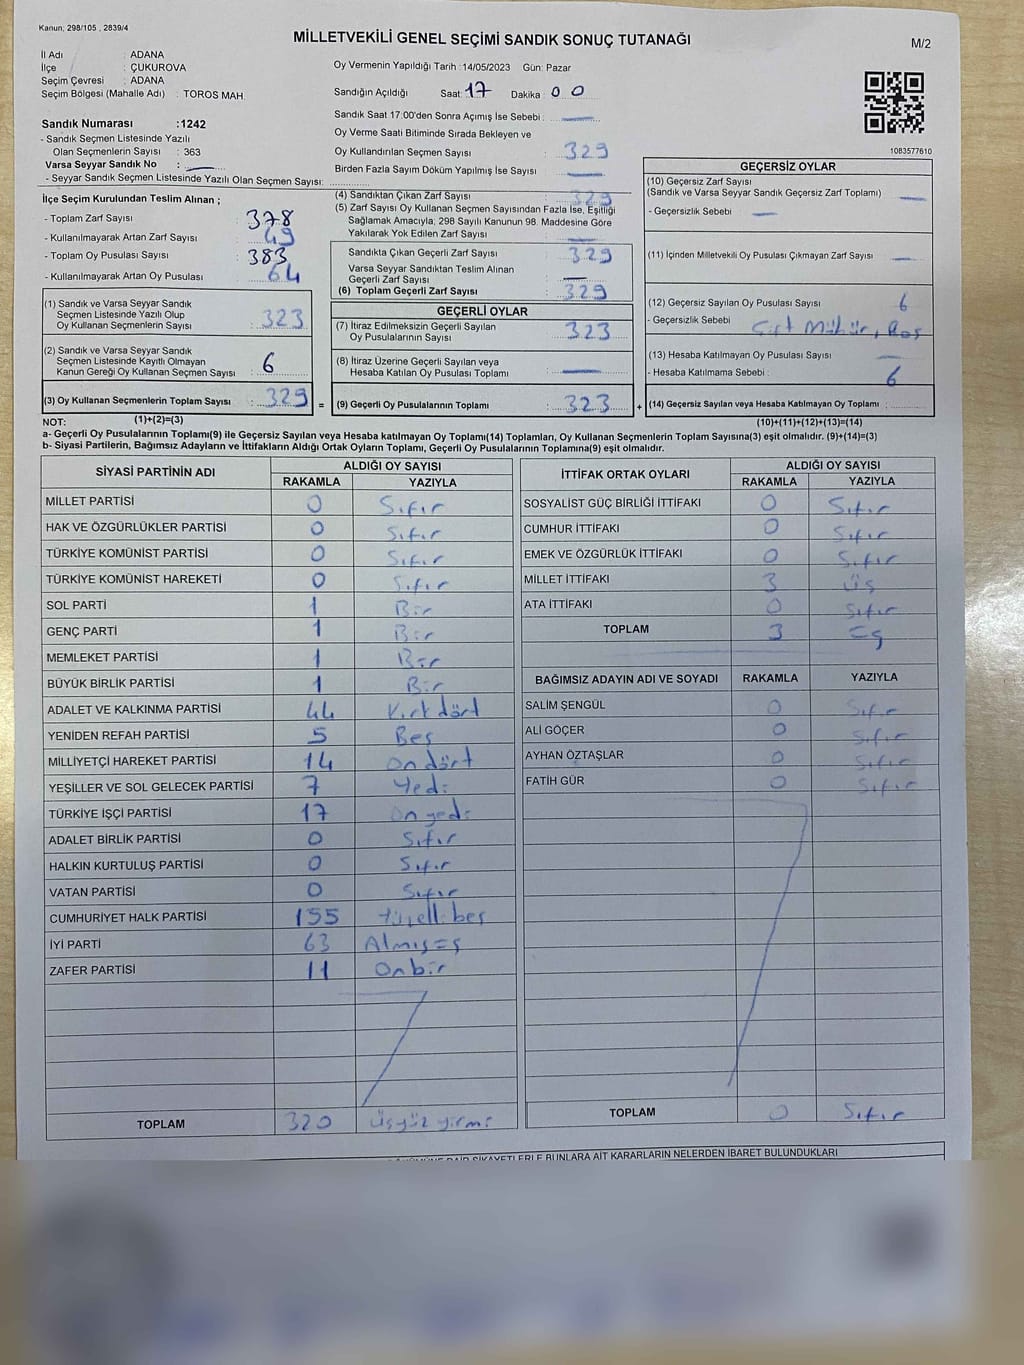 Kanun; 298/105 , 2839/4
MİLLETVEKİLİ GENEL SEÇİMİ SANDIK SONUÇ TUTANAĞI
M/2
İl Adı : ADANA
İlçe : ÇUKUROVA
Seçim Çevresi : ADANA
Seçim Bölgesi (Mahalle Adı) : TOROS MAH.
Oy Vermenin Yapıldığı Tarih :14/05/2023 Gün: Pazar
Sandığın Açıldığı Saat: 17 Dakika: 00
Sandık Saat 17:00'den Sonra Açımış İse Sebebi : —
Sandık Numarası :1242
- Sandık Seçmen Listesinde Yazılı
Olan Seçmenlerin Sayısı : 363
Varsa Seyyar Sandık No : —
- Seyyar Sandık Seçmen Listesinde Yazılı Olan Seçmen Sayısı:
Oy Verme Saati Bitiminde Sırada Bekleyen ve
Oy Kullandırılan Seçmen Sayısı : 329
Birden Fazla Sayım Döküm Yapılmış İse Sayısı : —
1083577610
İlçe Seçim Kurulundan Teslim Alınan ;
- Toplam Zarf Sayısı : 378
- Kullanılmayarak Artan Zarf Sayısı : 49
- Toplam Oy Pusulası Sayısı : 383
- Kullanılmayarak Artan Oy Pusulası : 64
(1) Sandık ve Varsa Seyyar Sandık
Seçmen Listesinde Yazılı Olup
Oy Kullanan Seçmenlerin Sayısı : 323
(2) Sandık ve Varsa Seyyar Sandık
Seçmen Listesinde Kayıtlı Olmayan
Kanun Gereği Oy Kullanan Seçmen Sayısı : 6
(3) Oy Kullanan Seçmenlerin Toplam Sayısı : 329 =
(4) Sandıktan Çıkan Zarf Sayısı : 329
(5) Zarf Sayısı Oy Kullanan Seçmen Sayısından Fazla İse, Eşitliği
Sağlamak Amacıyla, 298 Sayılı Kanunun 98. Maddesine Göre
Yakılarak Yok Edilen Zarf Sayısı : —
Sandıkta Çıkan Geçerli Zarf Sayısı : 329
Varsa Seyyar Sandıktan Teslim Alınan
Geçerli Zarf Sayısı : —
(6) Toplam Geçerli Zarf Sayısı : 329
GEÇERLİ OYLAR
(7) İtiraz Edilmeksizin Geçerli Sayılan
Oy Pusulalarının Sayısı : 323
(8) İtiraz Üzerine Geçerli Sayılan veya
Hesaba Katılan Oy Pusulası Toplamı : —
(9) Geçerli Oy Pusulalarının Toplamı : 323 +
GEÇERSİZ OYLAR
(10) Geçersiz Zarf Sayısı
(Sandık ve Varsa Seyyar Sandık Geçersiz Zarf Toplamı) : —
- Geçersizlik Sebebi : —
(11) İçinden Milletvekili Oy Pusulası Çıkmayan Zarf Sayısı : —
(12) Geçersiz Sayılan Oy Pusulası Sayısı : 6
- Geçersizlik Sebebi : Çift Mühür, Boş
(13) Hesaba Katılmayan Oy Pusulası Sayısı : —
- Hesaba Katılmama Sebebi :
(14) Geçersiz Sayılan veya Hesaba Katılmayan Oy Toplamı : 6
NOT: (1)+(2)=(3)
(10)+(11)+(12)+(13)=(14)
a- Geçerli Oy Pusulalarının Toplamı(9) ile Geçersiz Sayılan veya Hesaba katılmayan Oy Toplamı(14) Toplamları, Oy Kullanan Seçmenlerin Toplam Sayısına(3) eşit olmalıdır. (9)+(14)=(3)
b- Siyasi Partilerin, Bağımsız Adayların ve İttifakların Aldığı Ortak Oyların Toplamı, Geçerli Oy Pusulalarının Toplamına(9) eşit olmalıdır.
SİYASİ PARTİNİN ADI ALDIĞI OY SAYISI
RAKAMLA YAZIYLA
MİLLET PARTİSİ 0 Sıfır
HAK VE ÖZGÜRLÜKLER PARTİSİ 0 Sıfır
TÜRKİYE KOMÜNİST PARTİSİ 0 Sıfır
TÜRKİYE KOMÜNİST HAREKETİ 0 Sıfır
SOL PARTİ 1 Bir
GENÇ PARTİ 1 Bir
MEMLEKET PARTİSİ 1 Bir
BÜYÜK BİRLİK PARTİSİ 1 Bir
ADALET VE KALKINMA PARTİSİ 44 Kırk dört
YENİDEN REFAH PARTİSİ 5 Beş
MİLLİYETÇİ HAREKET PARTİSİ 14 On dört
YEŞİLLER VE SOL GELECEK PARTİSİ 7 Yedi
TÜRKİYE İŞÇİ PARTİSİ 17 On yedi
ADALET BİRLİK PARTİSİ 0 Sıfır
HALKIN KURTULUŞ PARTİSİ 0 Sıfır
VATAN PARTİSİ 0 Sıfır
CUMHURİYET HALK PARTİSİ 155 Yüzelli beş
İYİ PARTİ 63 Almışüç
ZAFER PARTİSİ 11 Onbir
TOPLAM 320 Üçyüz yirmi
İTTİFAK ORTAK OYLARI ALDIĞI OY SAYISI
RAKAMLA YAZIYLA
SOSYALİST GÜÇ BİRLİĞİ İTTİFAKI 0 Sıfır
CUMHUR İTTİFAKI 0 Sıfır
EMEK VE ÖZGÜRLÜK İTTİFAKI 0 Sıfır
MİLLET İTTİFAKI 3 Üç
ATA İTTİFAKI 0 Sıfır
TOPLAM 3 Üç
BAĞIMSIZ ADAYIN ADI VE SOYADI RAKAMLA YAZIYLA
SALİM ŞENGÜL 0 Sıfır
ALİ GÖÇER 0 Sıfır
AYHAN ÖZTAŞLAR 0 Sıfır
FATİH GÜR 0 Sıfır
TOPLAM 0 Sıfır
DAİR ŞİKAYETLERLE BUNLARA AİT KARARLARIN NELERDEN İBARET BULUNDUKLARI